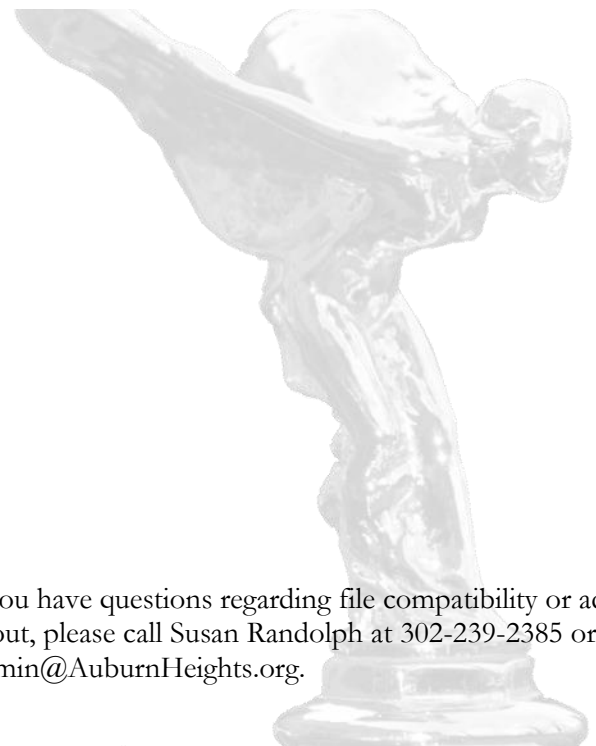 ou have questions regarding file compatibility or ad
out, please call Susan Randolph at 302-239-2385 or
min@AuburnHeights.org.